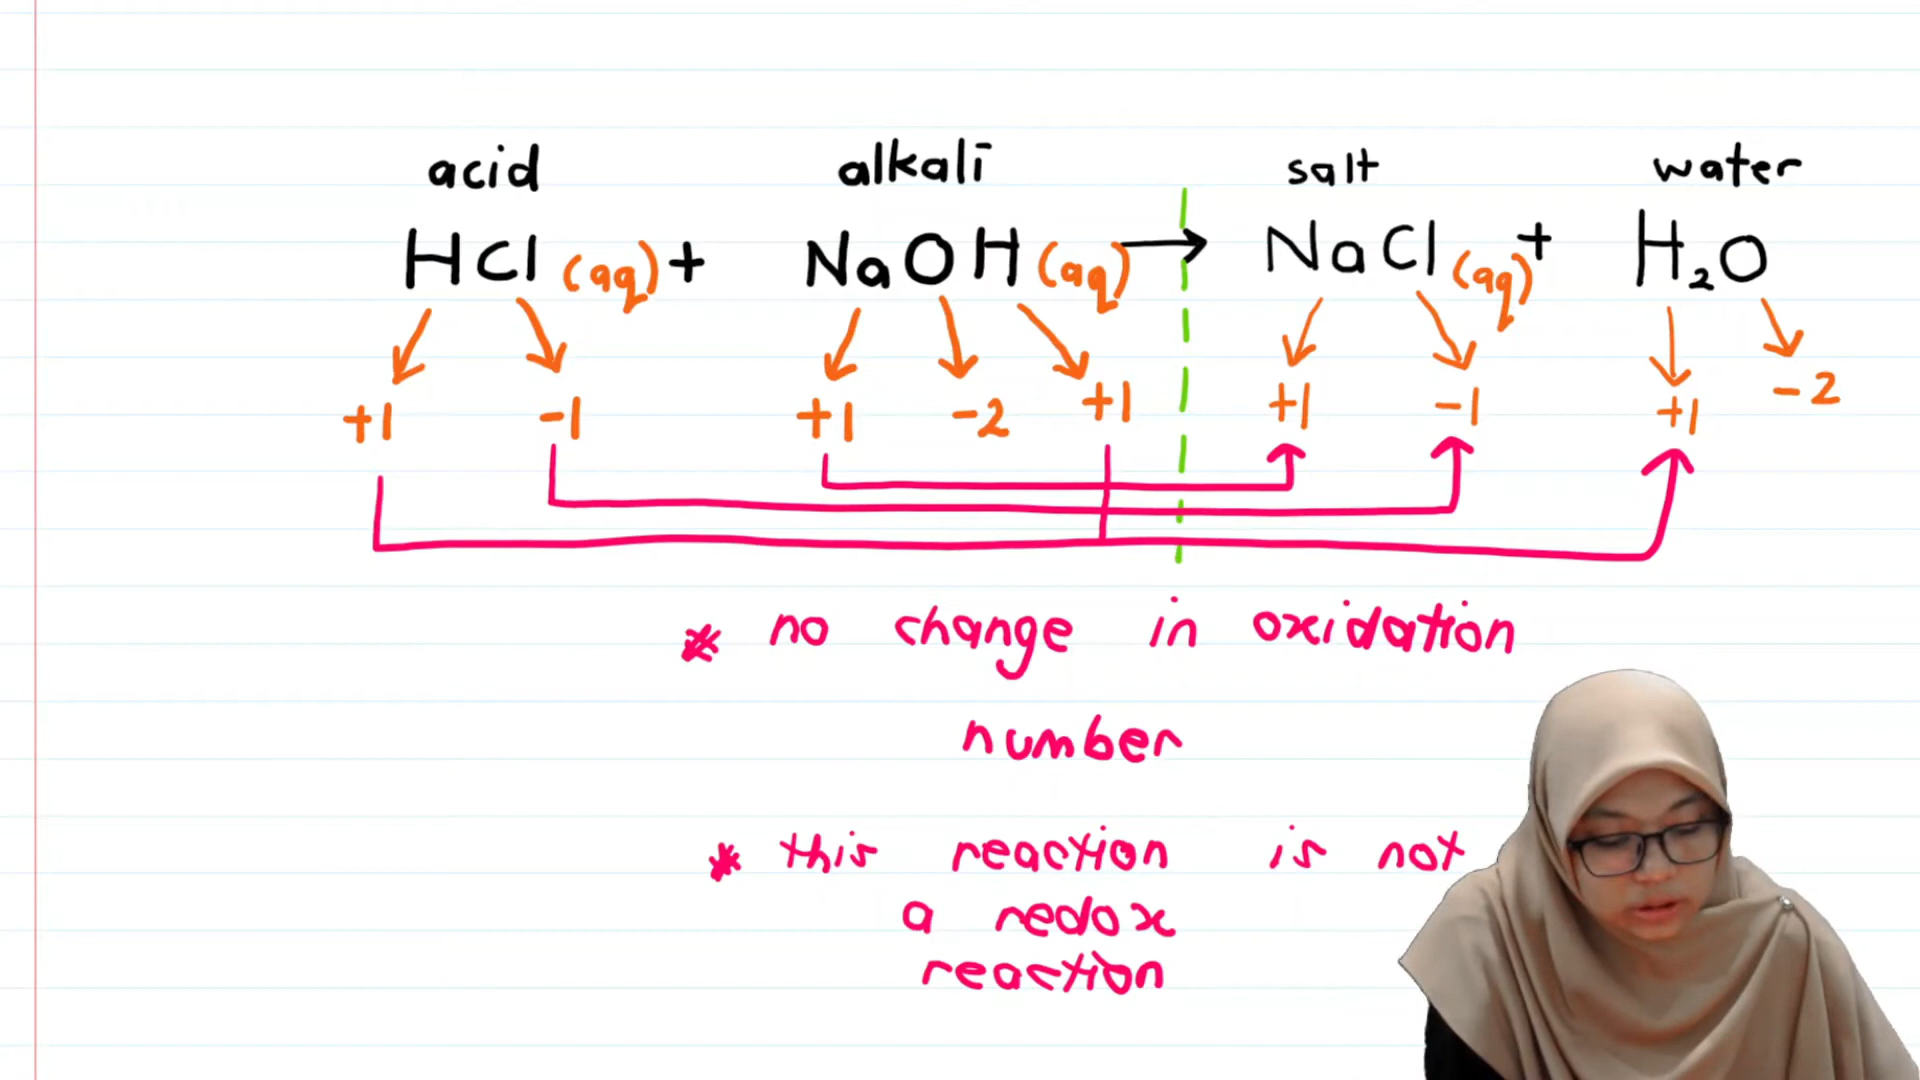 acid alkali salt water
HCl (aq) + NaOH (aq) → NaCl (aq) + H₂O
+1 -1 +1 -2 +1 +1 -1 +1 -2
* no change in oxidation
number
* this reaction is not
a redox
reaction